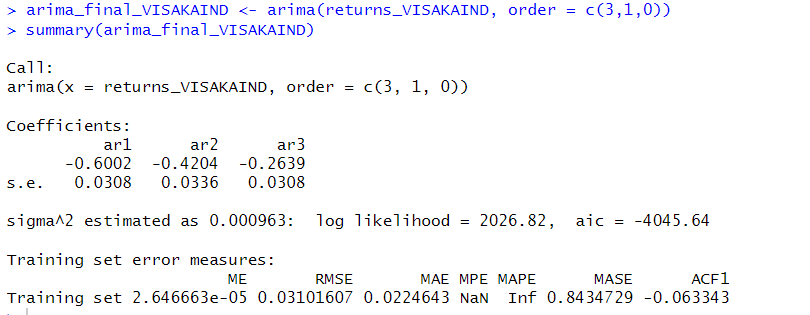 > arima_final_VISAKAIND <- arima(returns_VISAKAIND, order = c(3,1,0))
> summary(arima_final_VISAKAIND)
Call:
arima(x = returns_VISAKAIND, order = c(3, 1, 0))
Coefficients:
ar1 ar2 ar3
-0.6002 -0.4204 -0.2639
s.e. 0.0308 0.0336 0.0308
sigma^2 estimated as 0.000963: log likelihood = 2026.82, aic = -4045.64
Training set error measures:
ME RMSE MAE MPE MAPE MASE ACF1
Training set 2.646663e-05 0.03101607 0.0224643 NaN Inf 0.8434729 -0.063343